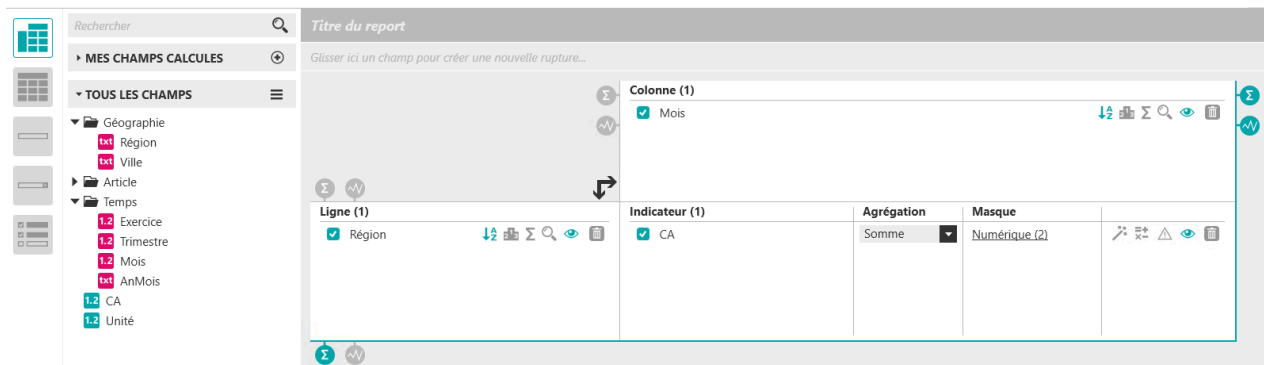 Rechercher
MES CHAMPS CALCULES
TOUS LES CHAMPS
Géographie
txt Région
txt Ville
Article
Temps
1.2 Exercice
1.2 Trimestre
1.2 Mois
txt AnMois
1.2 CA
1.2 Unité
Titre du report
Glisser ici un champ pour créer une nouvelle rupture...
Colonne (1)
Mois
Ligne (1)
Région
Indicateur (1) Agrégation Masque
CA Somme Numérique (2)